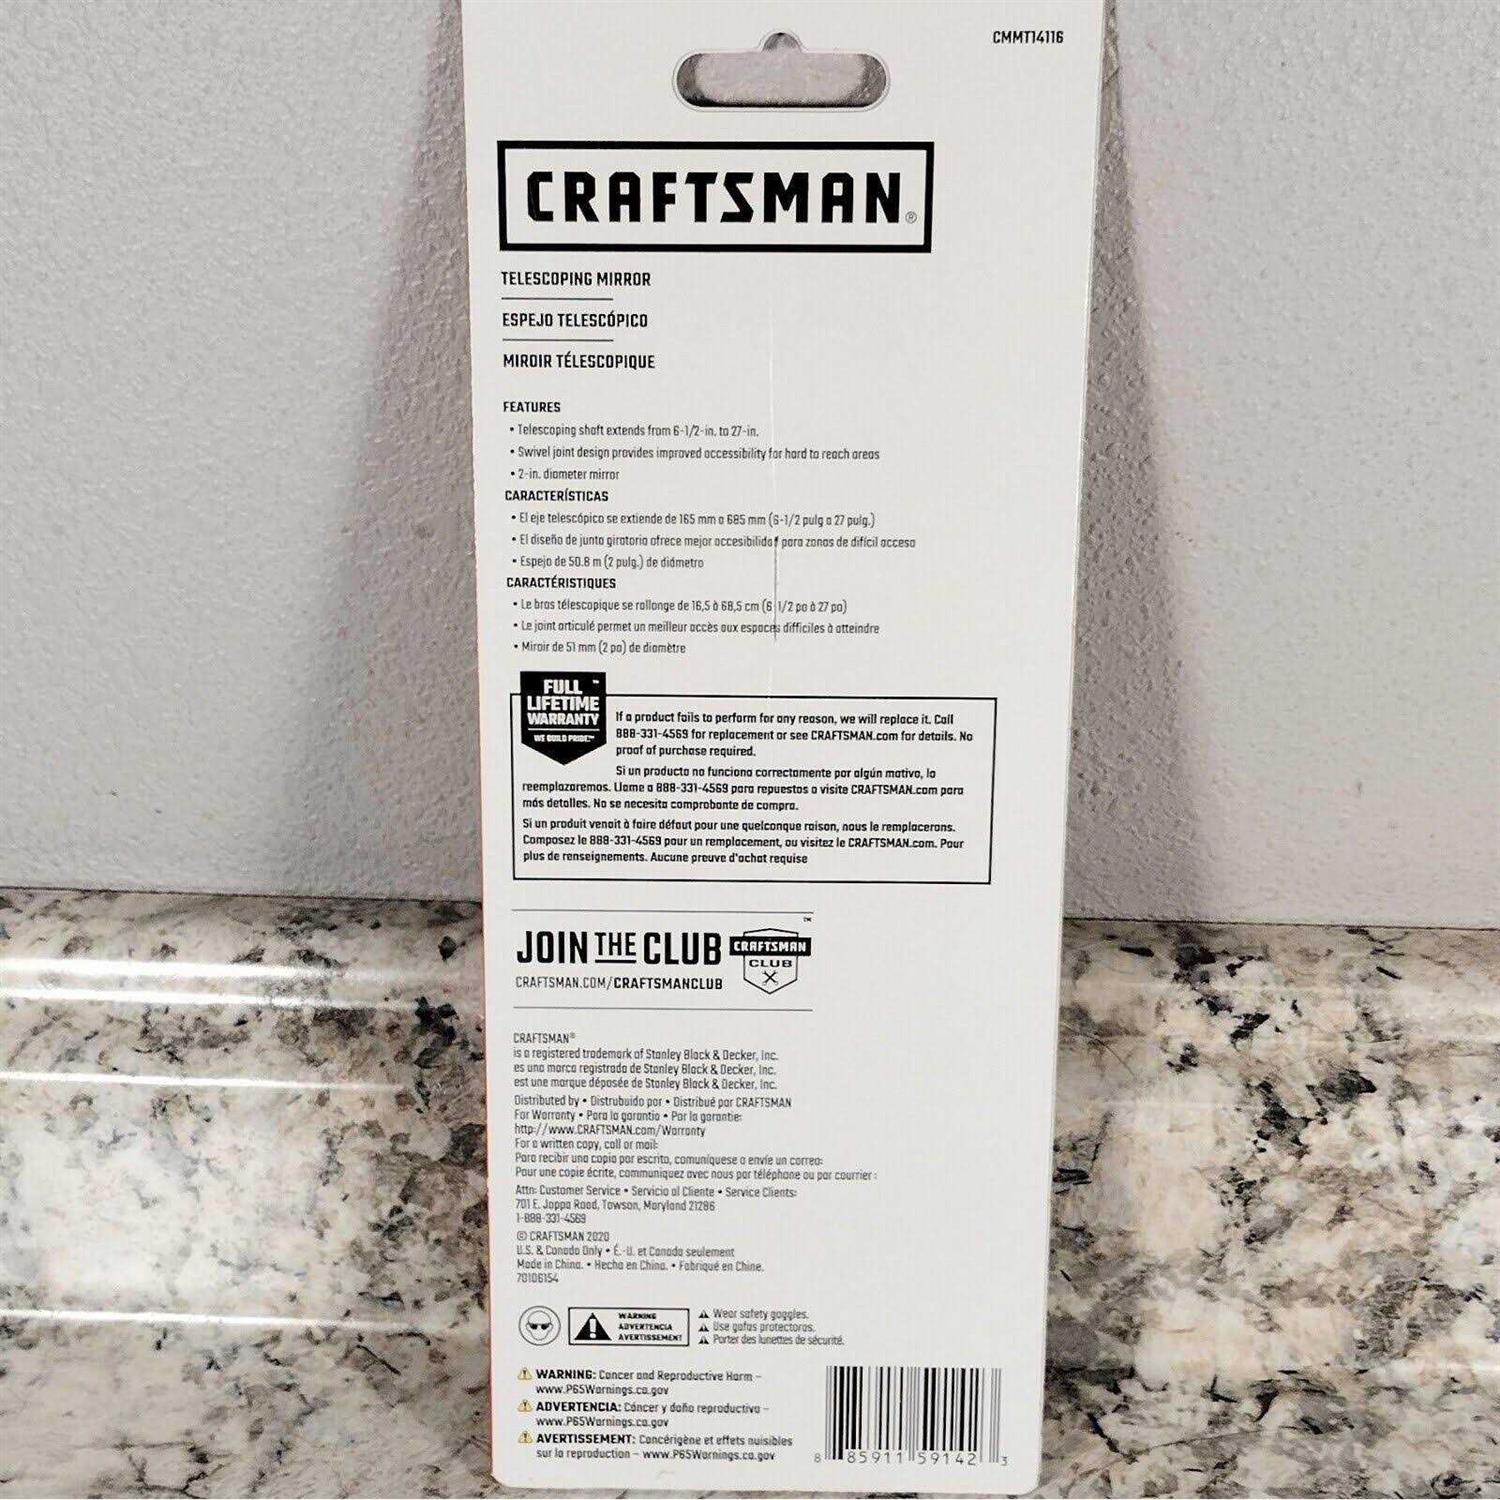 CMMT14116
CRAFTSMAN®
TELESCOPING MIRROR
ESPEJO TELESCÓPICO
MIROIR TÉLESCOPIQUE
FEATURES
• Telescoping shaft extends from 6-1/2-in. to 27-in.
• Swivel joint design provides improved accessibility for hard to reach areas
• 2-in. diameter mirror
CARACTERÍSTICAS
• El eje telescópico se extiende de 165 mm a 685 mm (6-1/2 pulg a 27 pulg.)
• El diseño de junta giratoria ofrece mejor accesibilidad para zonas de difícil acceso
• Espejo de 50.8 m (2 pulg.) de diámetro
CARACTÉRISTIQUES
• Le bras télescopique se rallonge de 16,5 à 68,5 cm (6 1/2 po à 27 po)
• Le joint articulé permet un meilleur accès aux espaces difficiles à atteindre
• Miroir de 51 mm (2 po) de diamètre
FULL ™
LIFETIME
WARRANTY
WE BUILD PRIDE™
If a product fails to perform for any reason, we will replace it. Call
888-331-4569 for replacement or see CRAFTSMAN.com for details. No
proof of purchase required.
Si un producto no funciona correctamente por algún motivo, lo
reemplazaremos. Llame a 888-331-4569 para repuestos o visite CRAFTSMAN.com para
más detalles. No se necesita comprobante de compra.
Si un produit venait à faire défaut pour une quelconque raison, nous le remplacerons.
Composez le 888-331-4569 pour un remplacement, ou visitez le CRAFTSMAN.com. Pour
plus de renseignements. Aucune preuve d'achat requise
JOIN THE CLUB
CRAFTSMAN.COM/CRAFTSMANCLUB
™
CRAFTSMAN
CLUB
CRAFTSMAN®
is a registered trademark of Stanley Black & Decker, Inc.
es una marca registrada de Stanley Black & Decker, Inc.
est une marque déposée de Stanley Black & Decker, Inc.
Distributed by • Distrubuido por • Distribué par CRAFTSMAN
For Warranty • Para la garantia • Par la garantie:
http://www.CRAFTSMAN.com/Warranty
For a written copy, call or mail:
Para recibir una copia por escrito, comuníquese o envíe un correo:
Pour une copie écrite, communiquez avec nous par téléphone ou par courrier :
Attn: Customer Service • Servicio al Cliente • Service Clients:
701 E. Joppa Road, Towson, Maryland 21286
1-888-331-4569
© CRAFTSMAN 2020
U.S. & Canada Only • É.-U. et Canada seulement
Made in China. • Hecho en China. • Fabriqué en Chine.
70106154
WARNING
ADVERTENCIA
AVERTISSEMENT
⚠ Wear safety goggles.
⚠ Use gafas protectoras.
⚠ Porter des lunettes de sécurité.
⚠ WARNING: Cancer and Reproductive Harm –
www.P65Warnings.ca.gov
⚠ ADVERTENCIA: Cáncer y daño reproductivo –
www.P65Warnings.ca.gov
⚠ AVERTISSEMENT: Cancérigène et effets nuisibles
sur la reproduction – www.P65Warnings.ca.gov
8 85911 59142 3